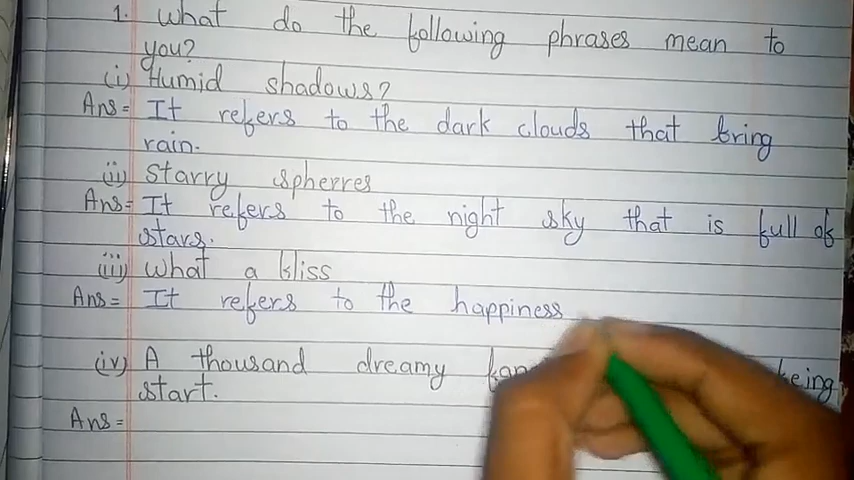 1. What do the following phrases mean to
you?
(i) Humid shadows?
Ans = It refers to the dark clouds that bring
rain.
(ii) Starry spherres
Ans = It refers to the night sky that is full of
stars.
(iii) What a kliss
Ans = It refers to the happiness
(iv) A thousand dreamy being
start.
Ans =